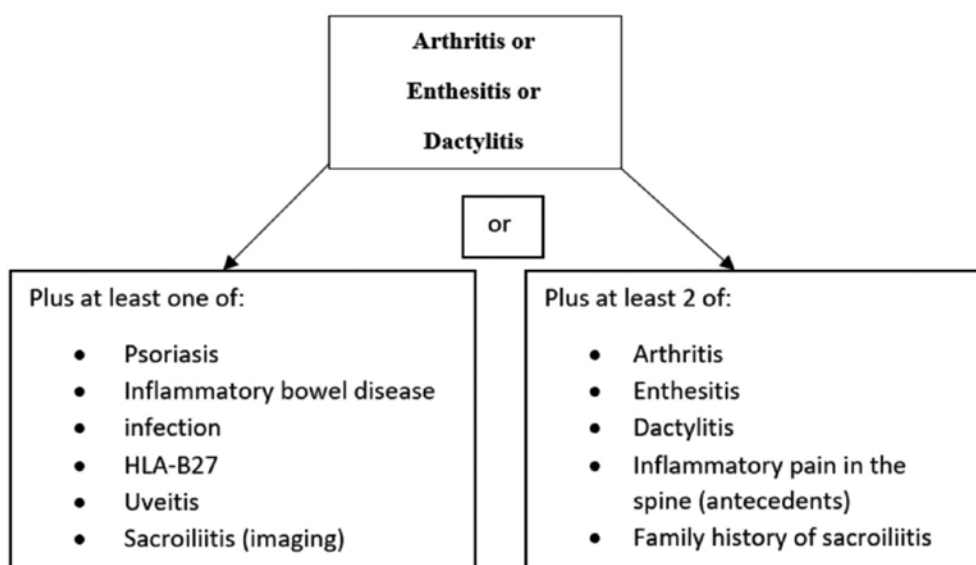 Arthritis or
Enthesitis or
Dactylitis
or
Plus at least one of:
• Psoriasis
• Inflammatory bowel disease
• infection
• HLA-B27
• Uveitis
• Sacroiliitis (imaging)
Plus at least 2 of:
• Arthritis
• Enthesitis
• Dactylitis
• Inflammatory pain in the
spine (antecedents)
• Family history of sacroiliitis